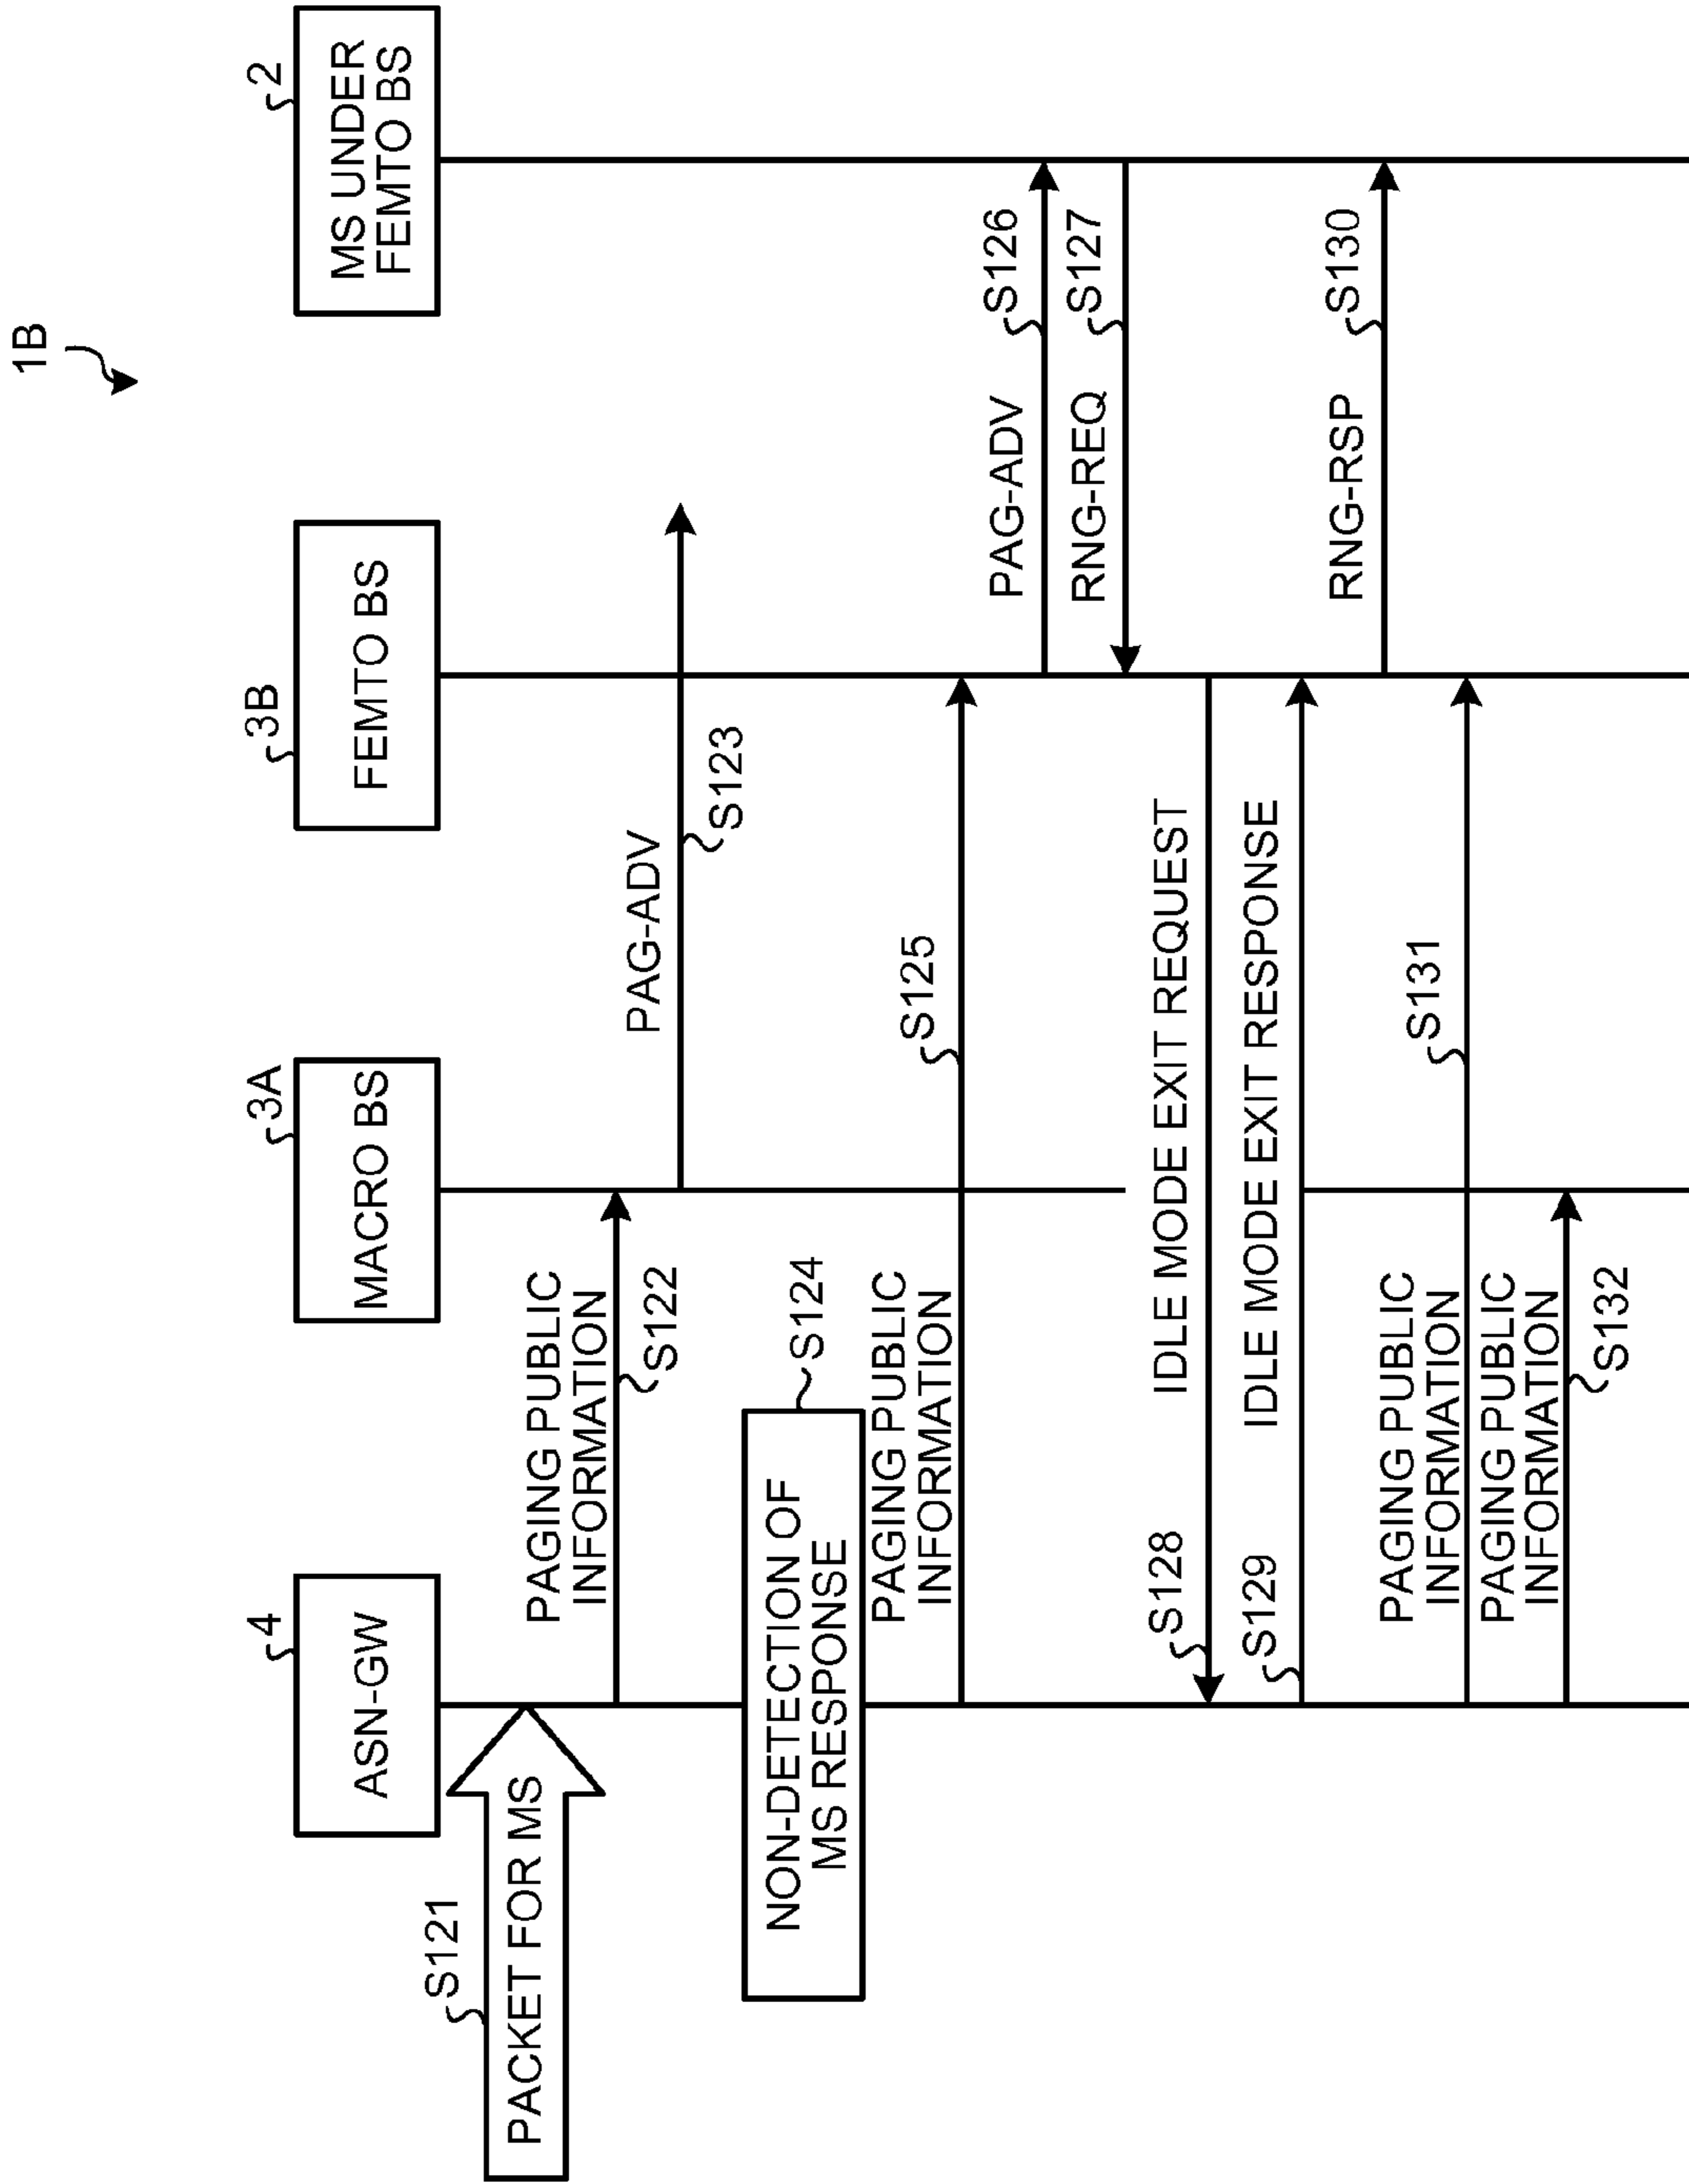 1B
4
ASN-GW
3A
MACRO BS
3B
FEMTO BS
2
MS UNDER
FEMTO BS
S121
PACKET FOR MS
PAGING PUBLIC
INFORMATION
S122
PAG-ADV
S123
NON-DETECTION OF
MS RESPONSE
S124
PAGING PUBLIC
INFORMATION
S125
PAG-ADV
S126
RNG-REQ
S127
S128
IDLE MODE EXIT REQUEST
S129
IDLE MODE EXIT RESPONSE
RNG-RSP
S130
PAGING PUBLIC
INFORMATION
S131
PAGING PUBLIC
INFORMATION
S132